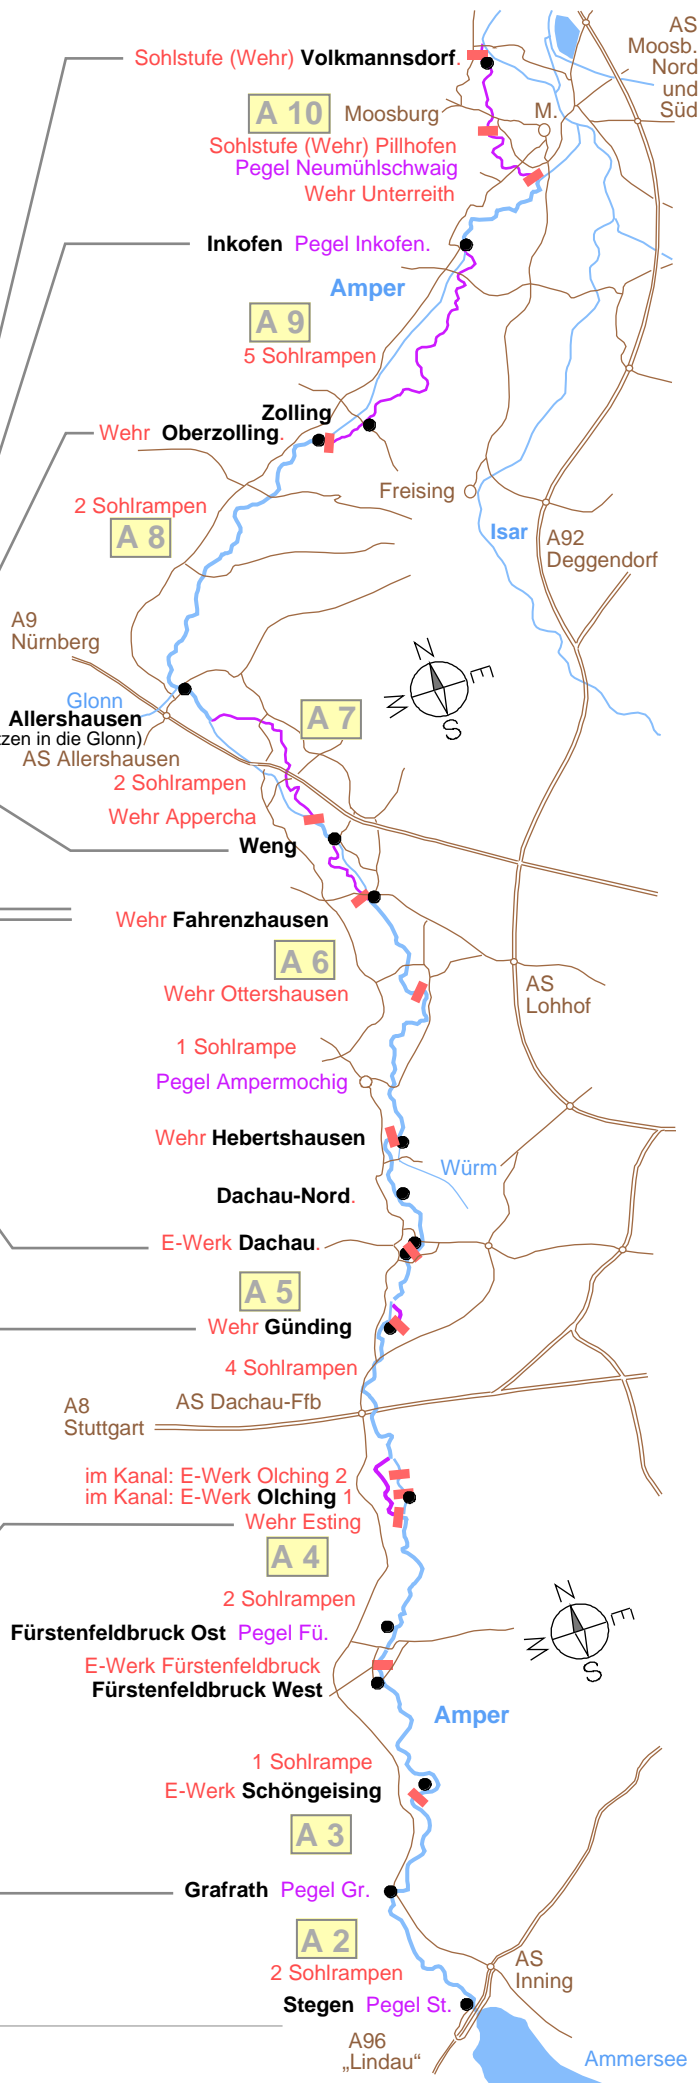 AS
Moosb.
Nord
und
Süd
Sohlstufe (Wehr) Volkmannsdorf.
A 10
Moosburg
M.
Sohlstufe (Wehr) Pillhofen
Pegel Neumühlschwaig
Wehr Unterreith
Inkofen Pegel Inkofen.
Amper
A 9
5 Sohlrampen
Zolling
Wehr Oberzolling.
Freising
2 Sohlrampen
A 8
Isar
A92
Deggendorf
A9
Nürnberg
N
E
W
S
Glonn
Allershausen
tzen in die Glonn)
AS Allershausen
A 7
2 Sohlrampen
Wehr Appercha
Weng
Wehr Fahrenzhausen
A 6
Wehr Ottershausen
AS
Lohhof
1 Sohlrampe
Pegel Ampermochig
Wehr Hebertshausen
Würm
Dachau-Nord.
E-Werk Dachau.
A 5
Wehr Günding
4 Sohlrampen
A8
Stuttgart
AS Dachau-Ffb
im Kanal: E-Werk Olching 2
im Kanal: E-Werk Olching 1
Wehr Esting
A 4
2 Sohlrampen
N
E
W
S
Fürstenfeldbruck Ost Pegel Fü.
E-Werk Fürstenfeldbruck
Fürstenfeldbruck West
Amper
1 Sohlrampe
E-Werk Schöngeising
A 3
Grafrath Pegel Gr.
A 2
2 Sohlrampen
AS
Inning
Stegen Pegel St.
A96
„Lindau“
Ammersee